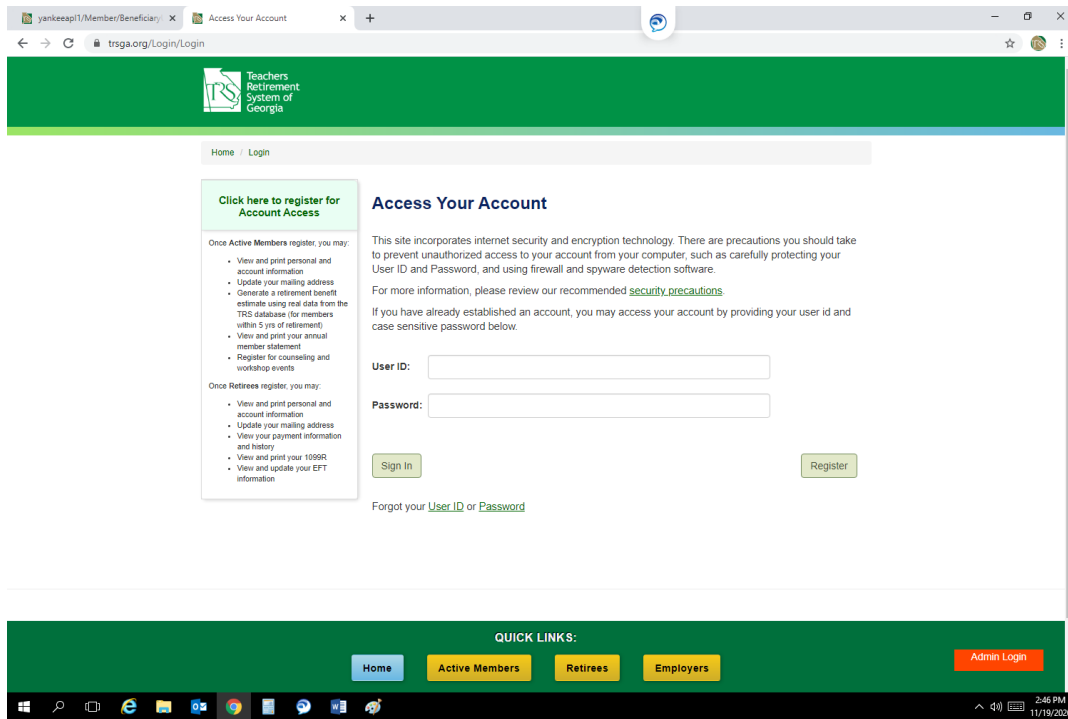 yankeeapl1/Member/Beneficiary
Access Your Account
trsga.org/Login/Login
TRS
Teachers
Retirement
System of
Georgia
Home / Login
Click here to register for
Account Access
Once Active Members register, you may:
• View and print personal and
account information
• Update your mailing address
• Generate a retirement benefit
estimate using real data from the
TRS database (for members
within 5 yrs of retirement)
• View and print your annual
member statement
• Register for counseling and
workshop events
Once Retirees register, you may:
• View and print personal and
account information
• Update your mailing address
• View your payment information
and history
• View and print your 1099R
• View and update your EFT
information
Access Your Account
This site incorporates internet security and encryption technology. There are precautions you should take
to prevent unauthorized access to your account from your computer, such as carefully protecting your
User ID and Password, and using firewall and spyware detection software.
For more information, please review our recommended security precautions.
If you have already established an account, you may access your account by providing your user id and
case sensitive password below.
User ID:
Password:
Sign In
Register
Forgot your User ID or Password
QUICK LINKS:
Home
Active Members
Retirees
Employers
Admin Login
2:46 PM